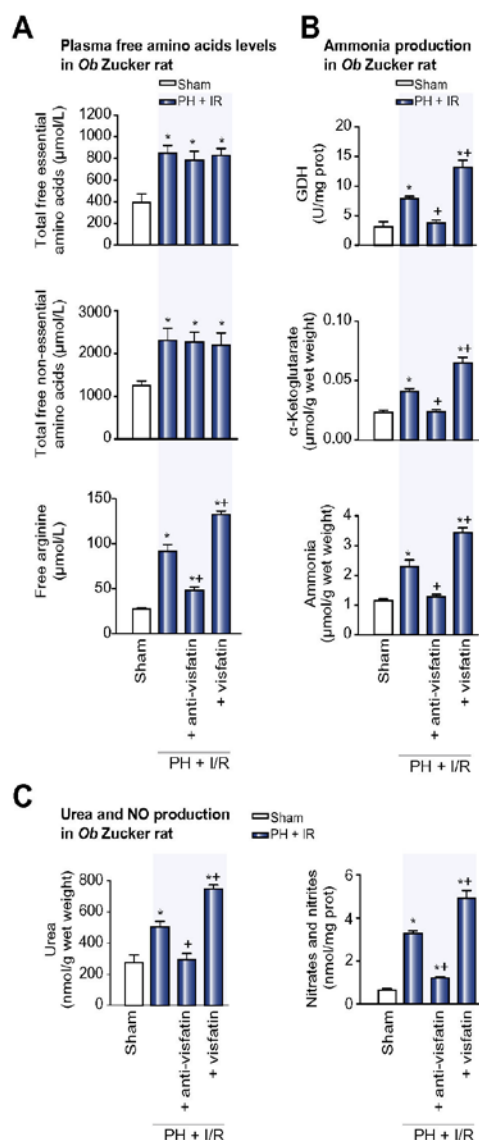 A
Plasma free amino acids levels
in Ob Zucker rat
Sham
PH + IR
Total free essential
amino acids (µmol/L)
1200
1000
800
600
400
200
0
*
*
*
Total free non-essential
amino acids (µmol/L)
3000
2000
1000
0
*
*
*
Free arginine
(µmol/L)
150
100
50
0
*
*+
*+
Sham
+ anti-visfatin
+ visfatin
PH + I/R
B
Ammonia production
in Ob Zucker rat
Sham
PH + IR
GDH
(U/mg prot)
20
15
10
5
0
*
+
*+
α-Ketoglutarate
(µmol/g wet weight)
0.10
0.05
0.00
*
+
*+
Ammonia
(µmol/g wet weight)
4
3
2
1
0
*
+
*+
Sham
+ anti-visfatin
+ visfatin
PH + I/R
C
Urea and NO production
in Ob Zucker rat
Sham
PH + IR
Urea
(nmol/g wet weight)
800
600
400
200
0
*
+
*+
Sham
+ anti-visfatin
+ visfatin
PH + I/R
Nitrates and nitrites
(nmol/mg prot)
6
4
2
0
*
*+
*+
Sham
+ anti-visfatin
+ visfatin
PH + I/R